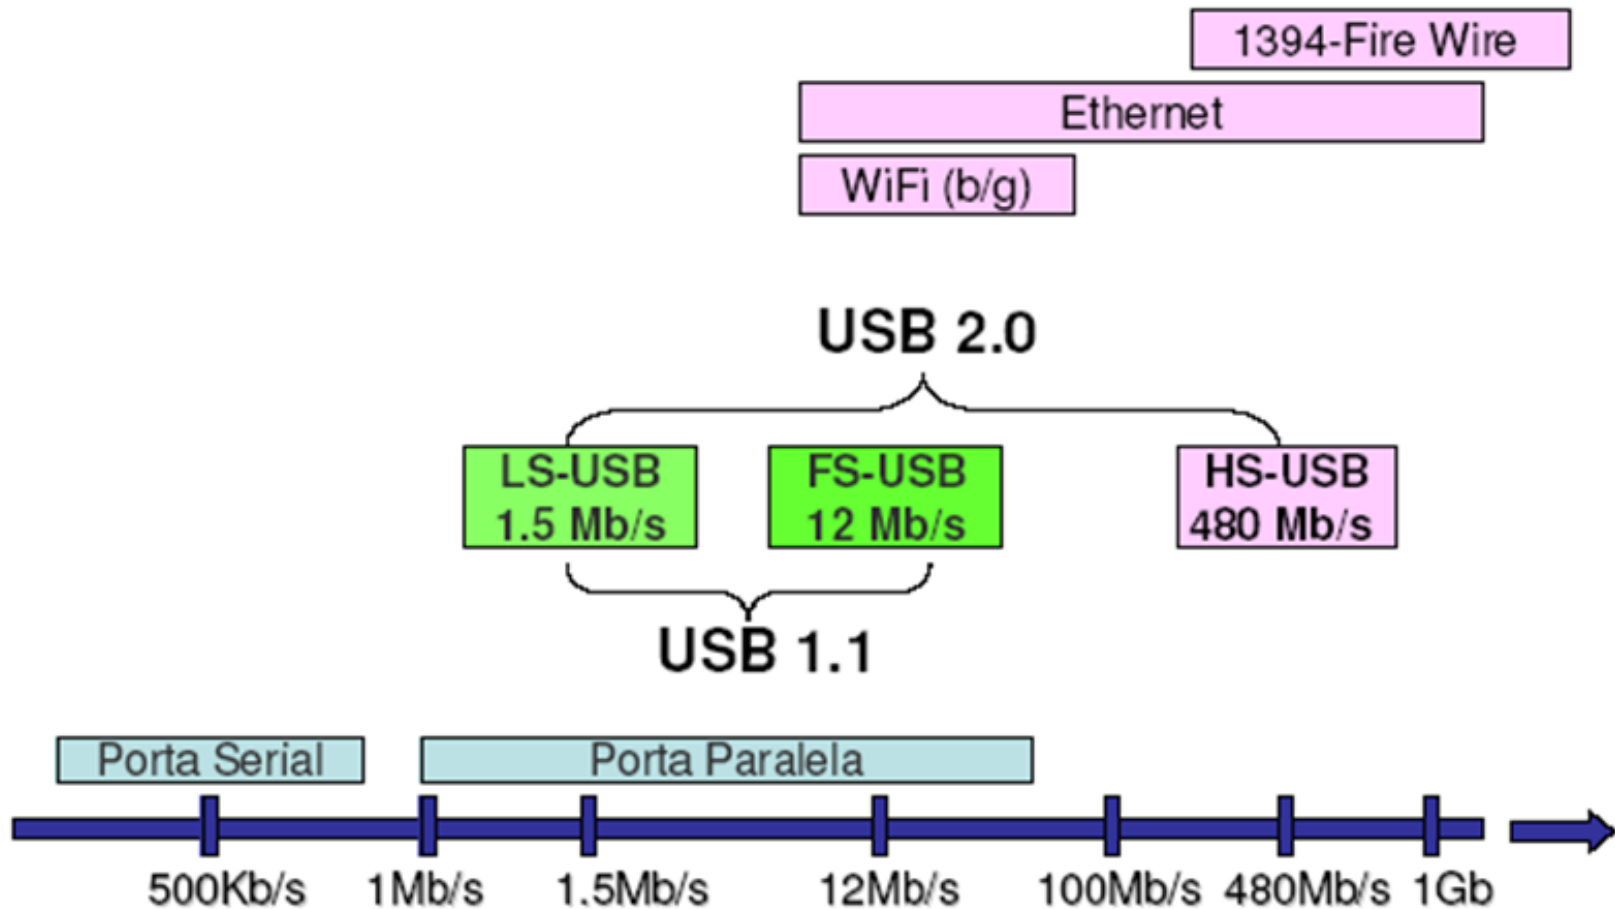 1394-Fire Wire
Ethernet
WiFi (b/g)
USB 2.0
LS-USB
1.5 Mb/s
FS-USB
12 Mb/s
HS-USB
480 Mb/s
USB 1.1
Porta Serial
Porta Paralela
500Kb/s
1Mb/s
1.5Mb/s
12Mb/s
100Mb/s
480Mb/s
1Gb